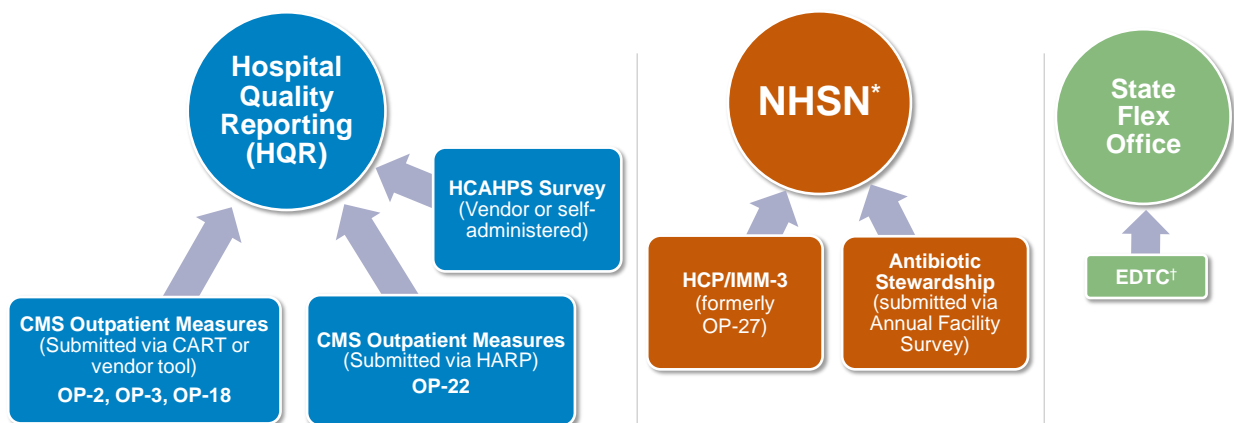 Hospital
Quality
Reporting
(HQR)
HCAHPS Survey
(Vendor or self-
administered)
CMS Outpatient Measures
(Submitted via CART or
vendor tool)
OP-2, OP-3, OP-18
CMS Outpatient Measures
(Submitted via HARP)
OP-22
NHSN*
HCP/IMM-3
(formerly
OP-27)
Antibiotic
Stewardship
(submitted via
Annual Facility
Survey)
State
Flex
Office
EDTC†